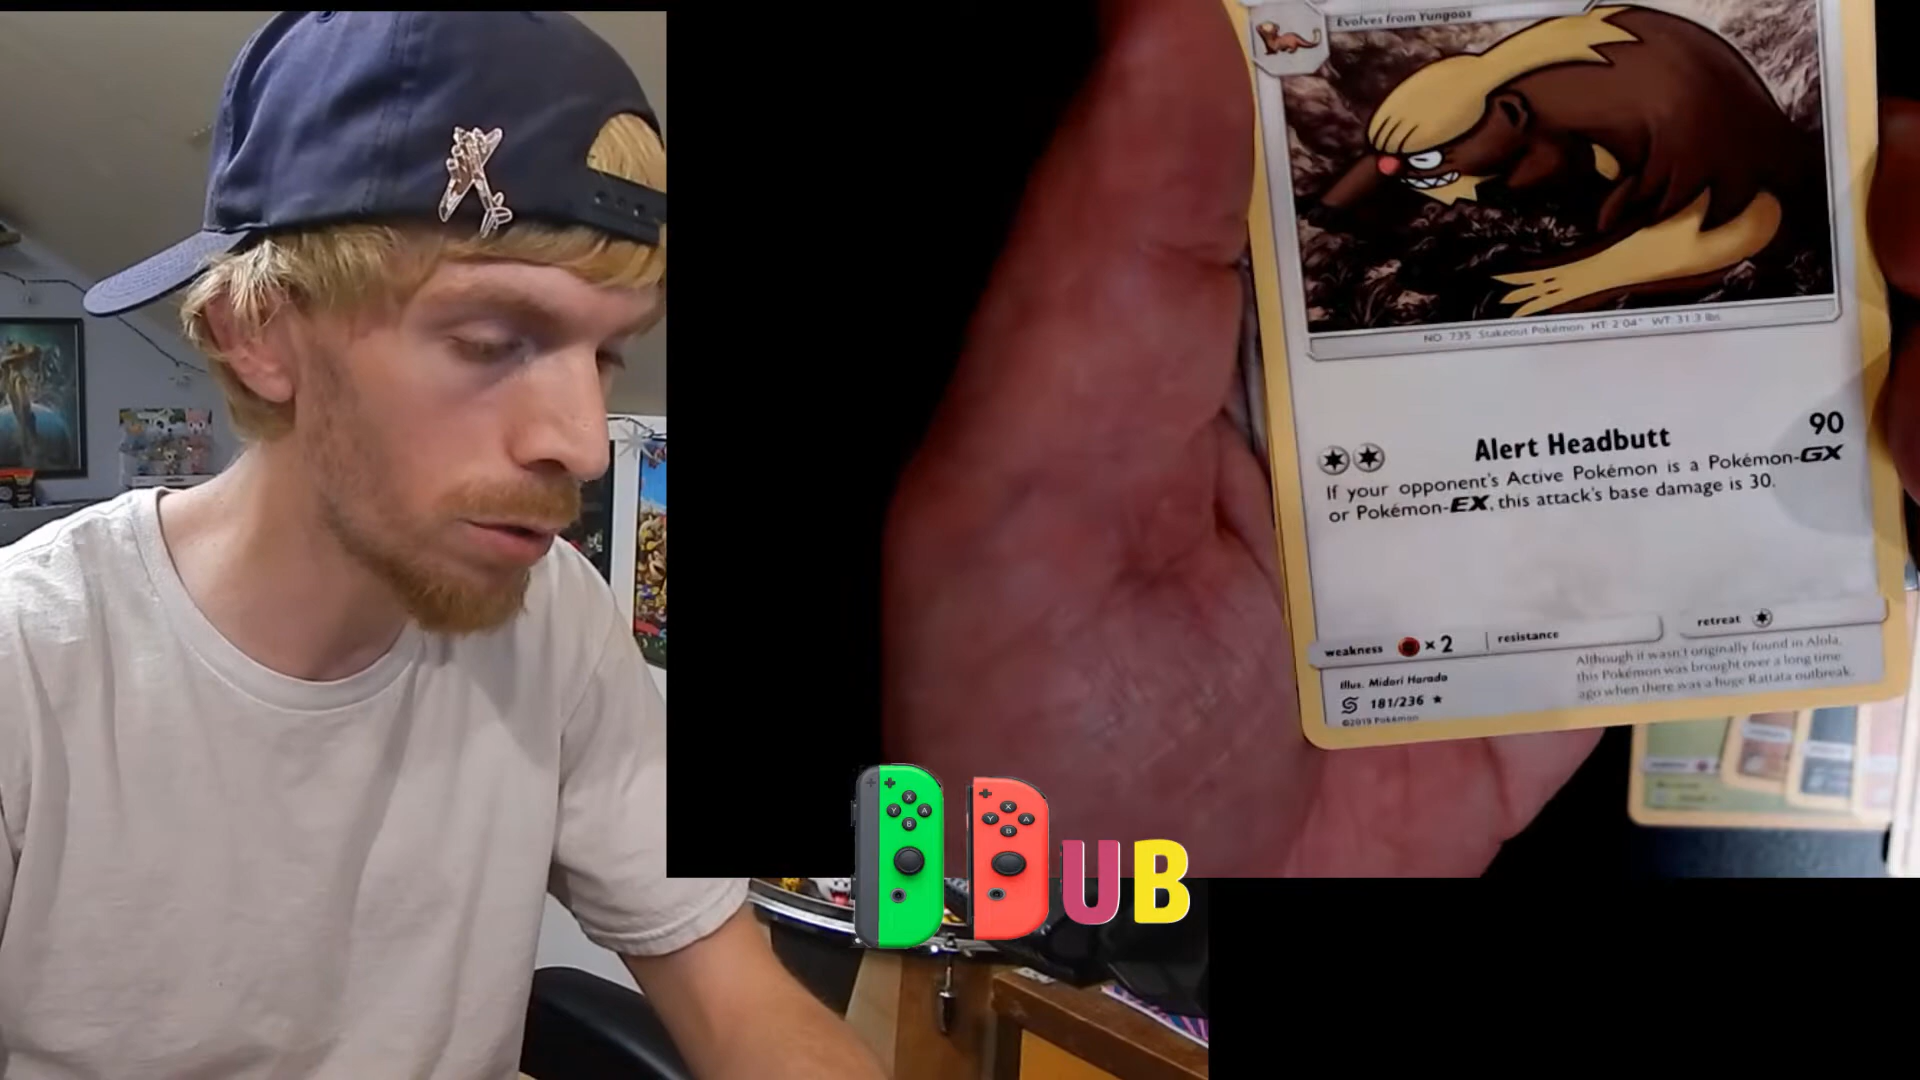 Evolves from Yungoos
NO. 735 Stakeout Pokémon HT: 2'04" WT: 31.3 lbs
Alert Headbutt 90
If your opponent's Active Pokémon is a Pokémon-GX
or Pokémon-EX, this attack's base damage is 30.
weakness ×2 resistance retreat
Although it wasn't originally found in Alola,
this Pokémon was brought over a long time
ago when there was a huge Rattata outbreak.
Illus. Midori Harada
181/236 ★
©2019 Pokémon
X
Y A
B
X
Y A
B
UB